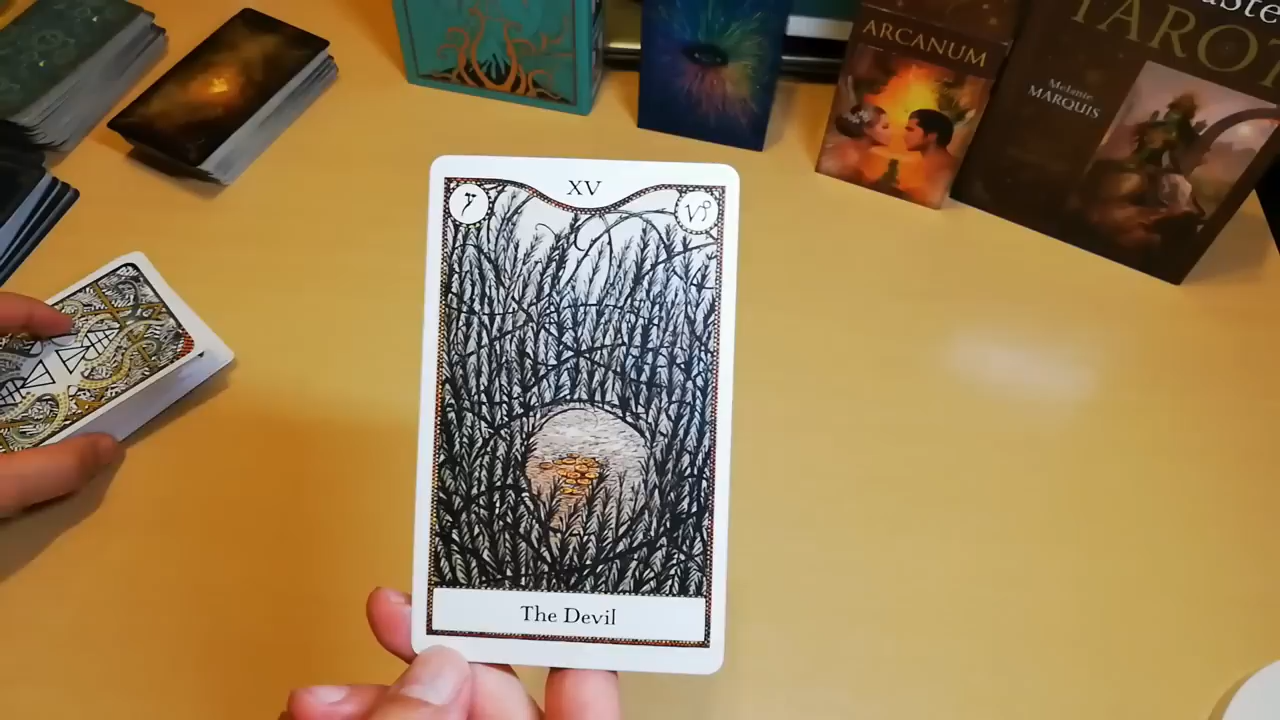 ARCANUM
TAROT
Melanie
MARQUIS
XV
The Devil